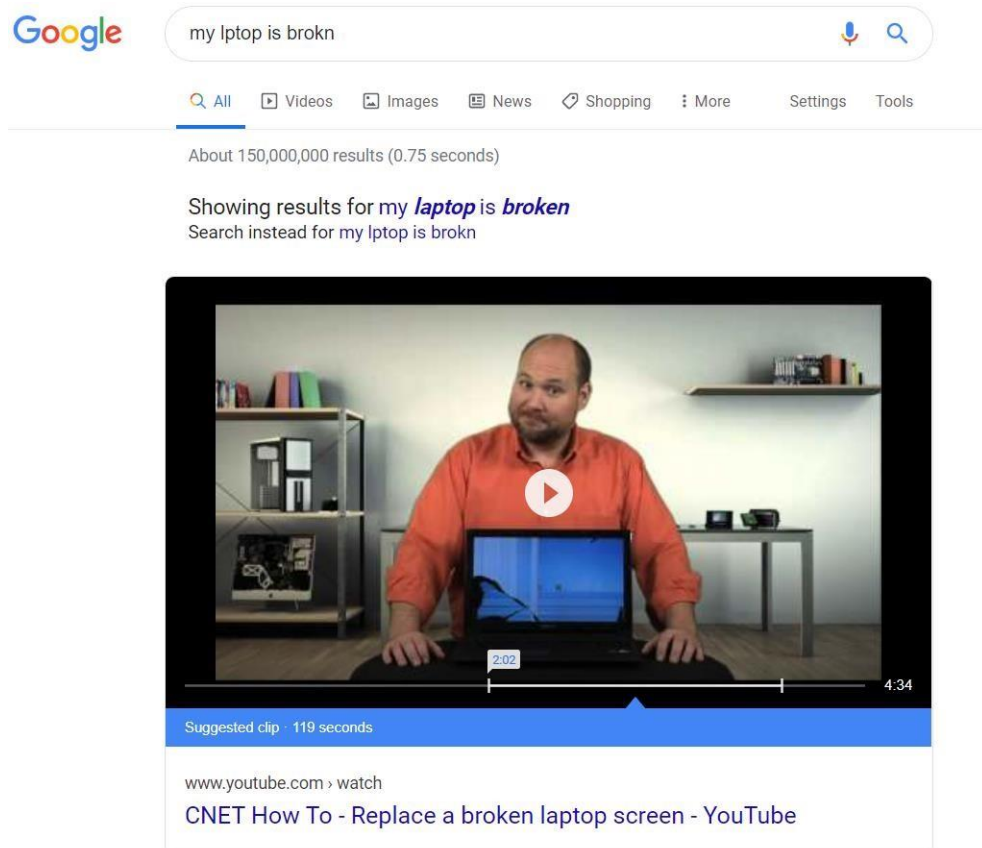 Google
my lptop is brokn
All Videos Images News Shopping More Settings Tools
About 150,000,000 results (0.75 seconds)
Showing results for my laptop is broken
Search instead for my lptop is brokn
2:02
4:34
Suggested clip · 119 seconds
www.youtube.com › watch
CNET How To - Replace a broken laptop screen - YouTube